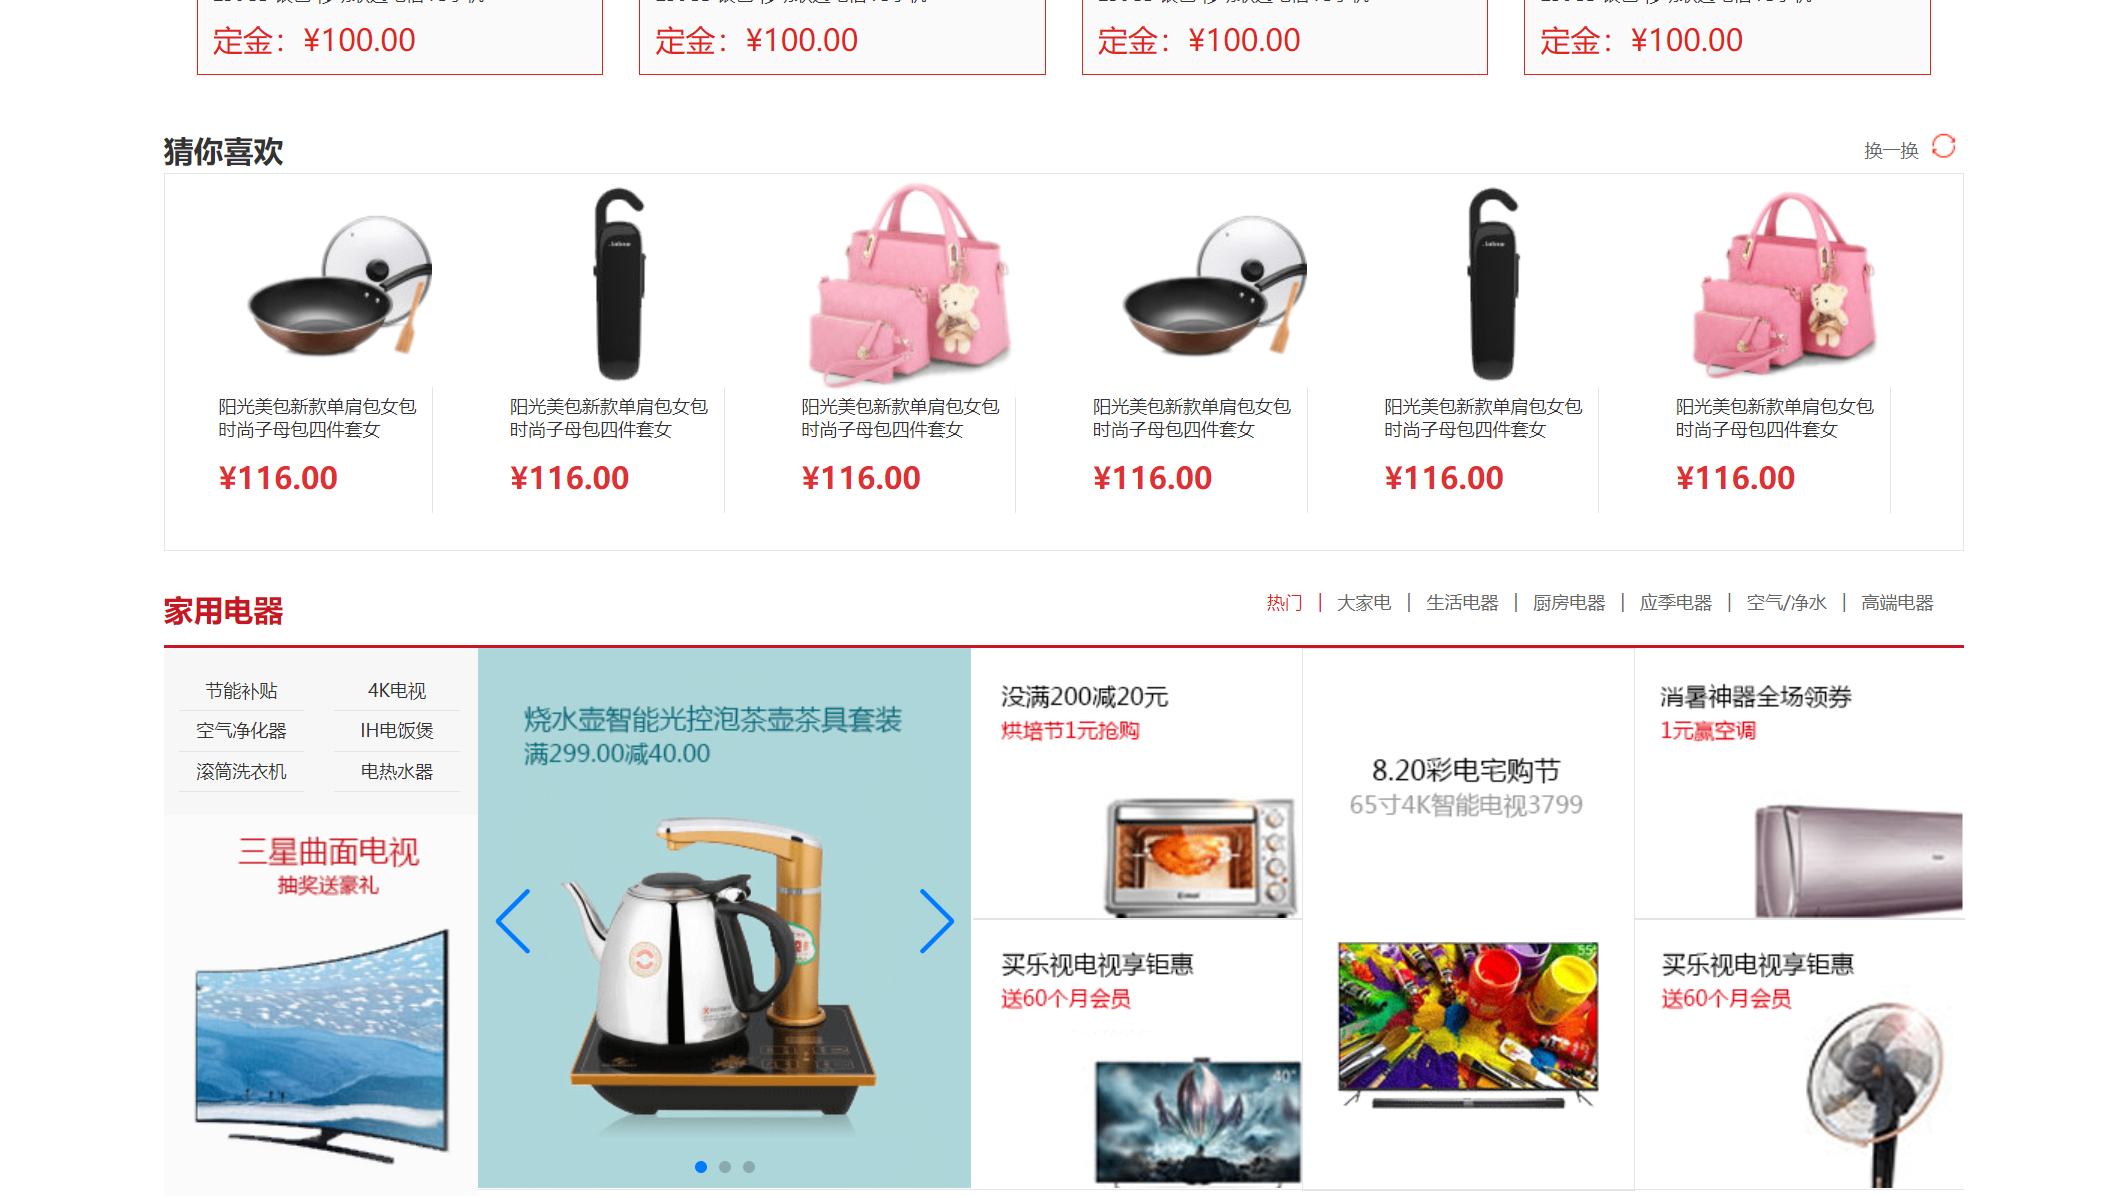 定金：¥100.00
定金：¥100.00
定金：¥100.00
定金：¥100.00
猜你喜欢
换一换
阳光美包新款单肩包女包
时尚子母包四件套女
¥116.00
阳光美包新款单肩包女包
时尚子母包四件套女
¥116.00
阳光美包新款单肩包女包
时尚子母包四件套女
¥116.00
阳光美包新款单肩包女包
时尚子母包四件套女
¥116.00
阳光美包新款单肩包女包
时尚子母包四件套女
¥116.00
阳光美包新款单肩包女包
时尚子母包四件套女
¥116.00
家用电器
热门 | 大家电 | 生活电器 | 厨房电器 | 应季电器 | 空气/净水 | 高端电器
节能补贴
4K电视
空气净化器
IH电饭煲
滚筒洗衣机
电热水器
三星曲面电视
抽奖送豪礼
烧水壶智能光控泡茶壶茶具套装
满299.00减40.00
没满200减20元
烘培节1元抢购
买乐视电视享钜惠
送60个月会员
40"
8.20彩电宅购节
65寸4K智能电视3799
55"
消暑神器全场领券
1元赢空调
买乐视电视享钜惠
送60个月会员